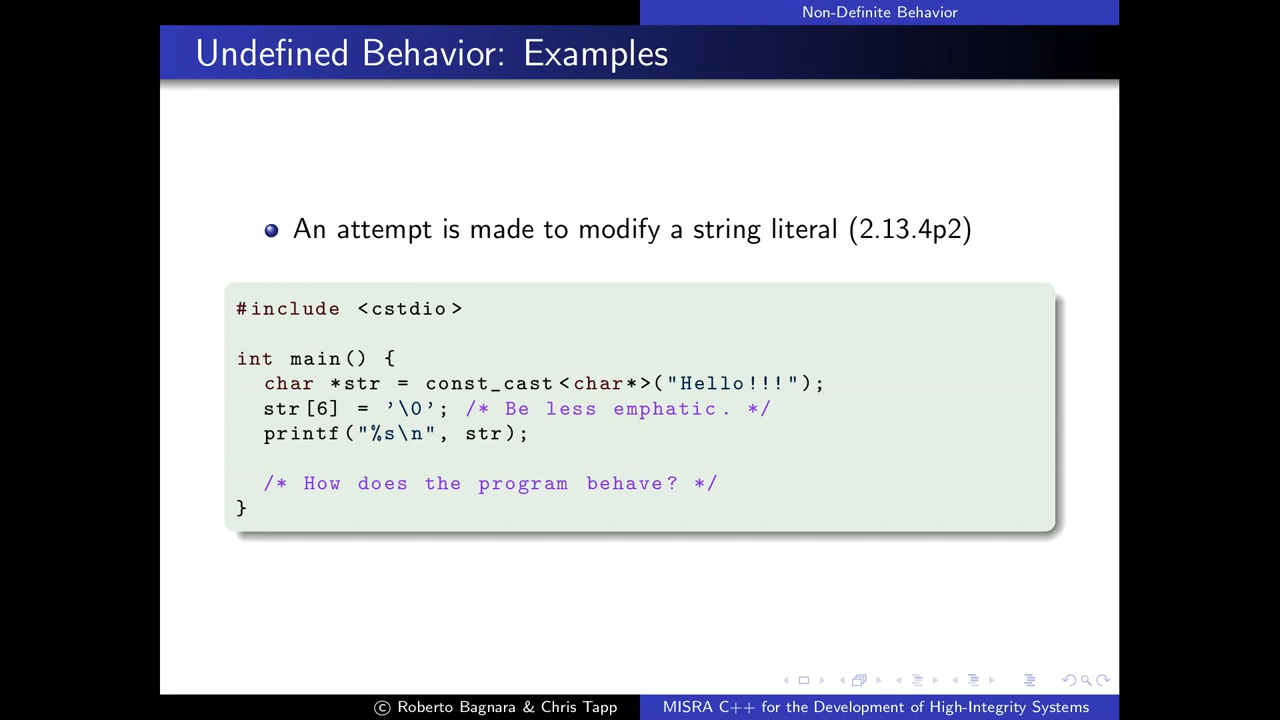 Non-Definite Behavior
Undefined Behavior: Examples
An attempt is made to modify a string literal (2.13.4p2)
#include <cstdio>
int main() {
char *str = const_cast<char*>("Hello!!!");
str[6] = '\0'; /* Be less emphatic. */
printf("%s\n", str);
/* How does the program behave? */
}
© Roberto Bagnara & Chris Tapp
MISRA C++ for the Development of High-Integrity Systems